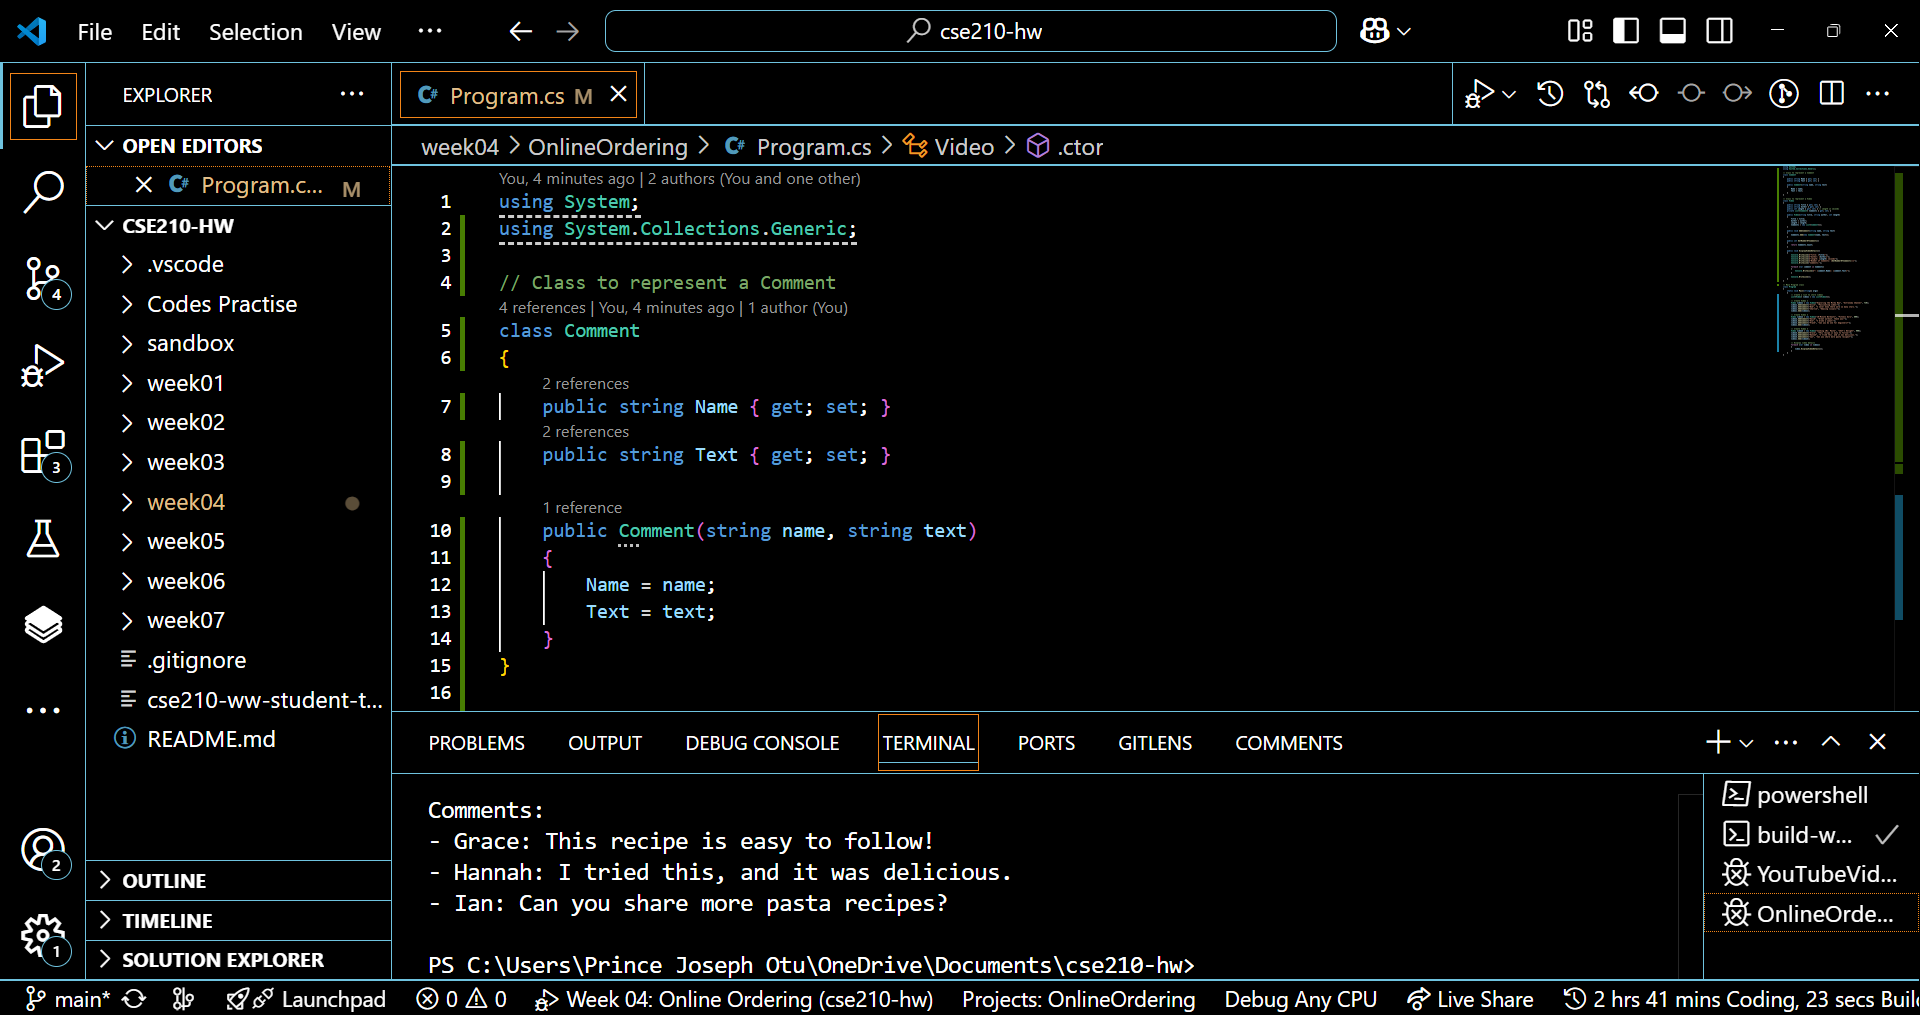 File Edit Selection View ... cse210-hw
EXPLORER ...
OPEN EDITORS
C# Program.c... M
CSE210-HW
.vscode
Codes Practise
sandbox
week01
week02
week03
week04
week05
week06
week07
.gitignore
cse210-ww-student-t...
README.md
OUTLINE
TIMELINE
SOLUTION EXPLORER
4
3
2
1
C# Program.cs M
week04 > OnlineOrdering > C# Program.cs > Video > .ctor
You, 4 minutes ago | 2 authors (You and one other)
1 using System;
2 using System.Collections.Generic;
3
4 // Class to represent a Comment
4 references | You, 4 minutes ago | 1 author (You)
5 class Comment
6 {
2 references
7 public string Name { get; set; }
2 references
8 public string Text { get; set; }
9
1 reference
10 public Comment(string name, string text)
11 {
12 Name = name;
13 Text = text;
14 }
15 }
16
PROBLEMS OUTPUT DEBUG CONSOLE TERMINAL PORTS GITLENS COMMENTS
Comments:
- Grace: This recipe is easy to follow!
- Hannah: I tried this, and it was delicious.
- Ian: Can you share more pasta recipes?
PS C:\Users\Prince Joseph Otu\OneDrive\Documents\cse210-hw>
powershell
build-w...
YouTubeVid...
OnlineOrde...
main* Launchpad 0 0 Week 04: Online Ordering (cse210-hw) Projects: OnlineOrdering Debug Any CPU Live Share 2 hrs 41 mins Coding, 23 secs Buil